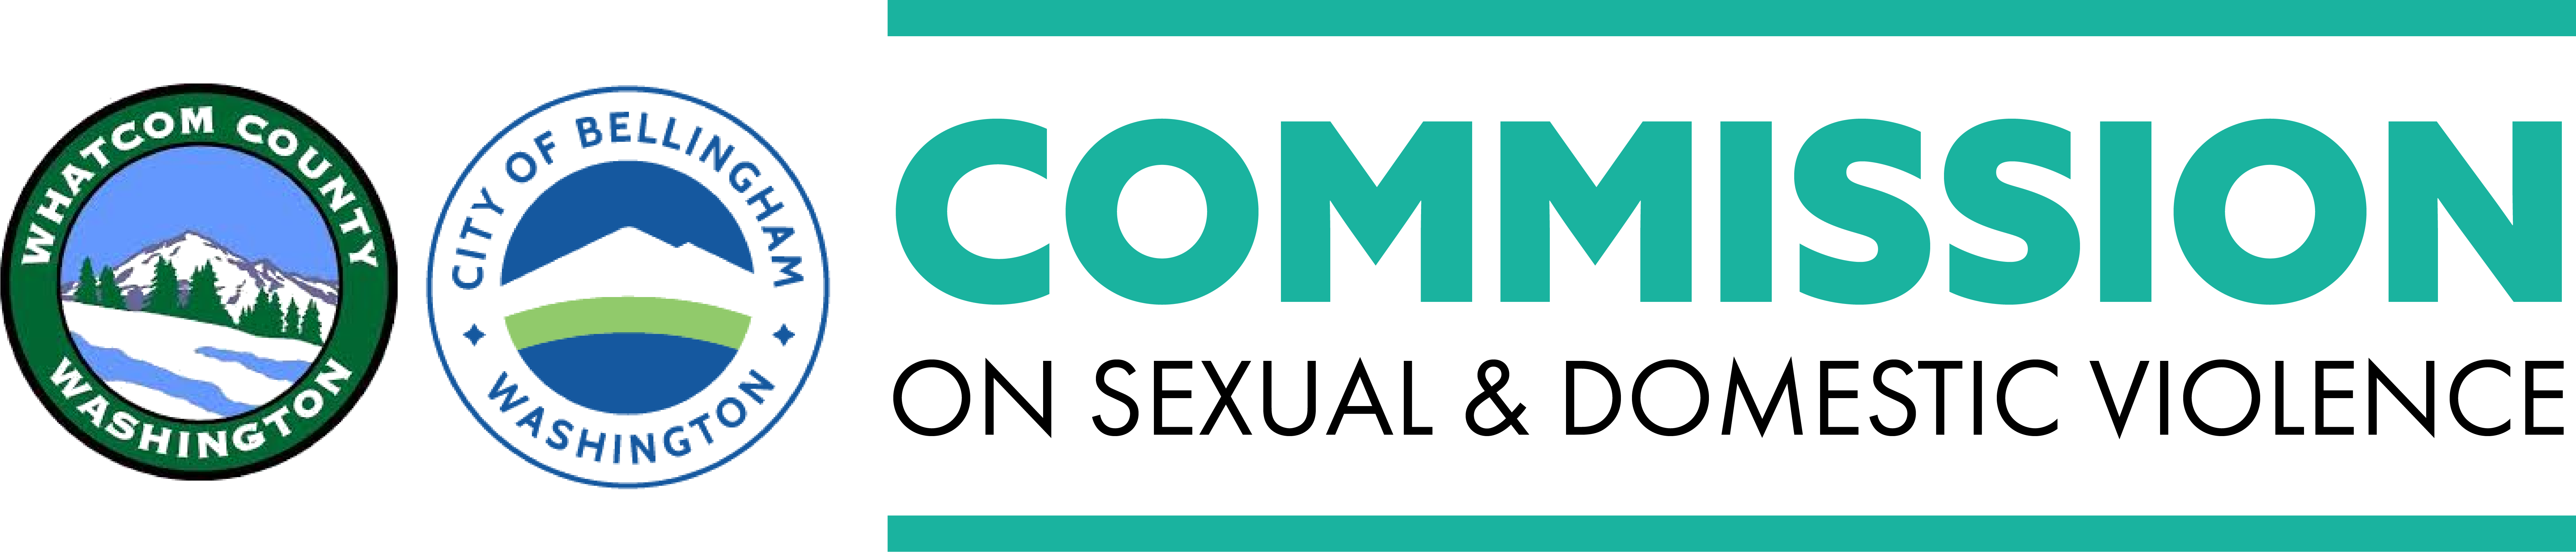 WHATCOM COUNTY
WASHINGTON
CITY OF BELLINGHAM
WASHINGTON
COMMISSION
ON SEXUAL & DOMESTIC VIOLENCE